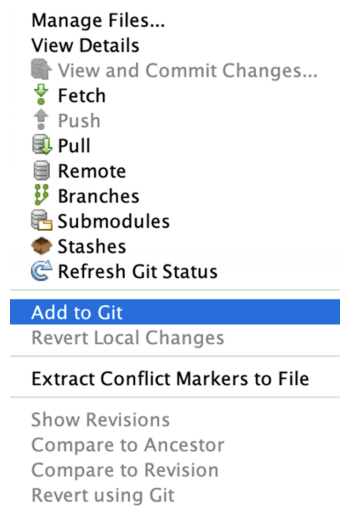 Manage Files...
View Details
View and Commit Changes...
Fetch
Push
Pull
Remote
Branches
Submodules
Stashes
Refresh Git Status
Add to Git
Revert Local Changes
Extract Conflict Markers to File
Show Revisions
Compare to Ancestor
Compare to Revision
Revert using Git